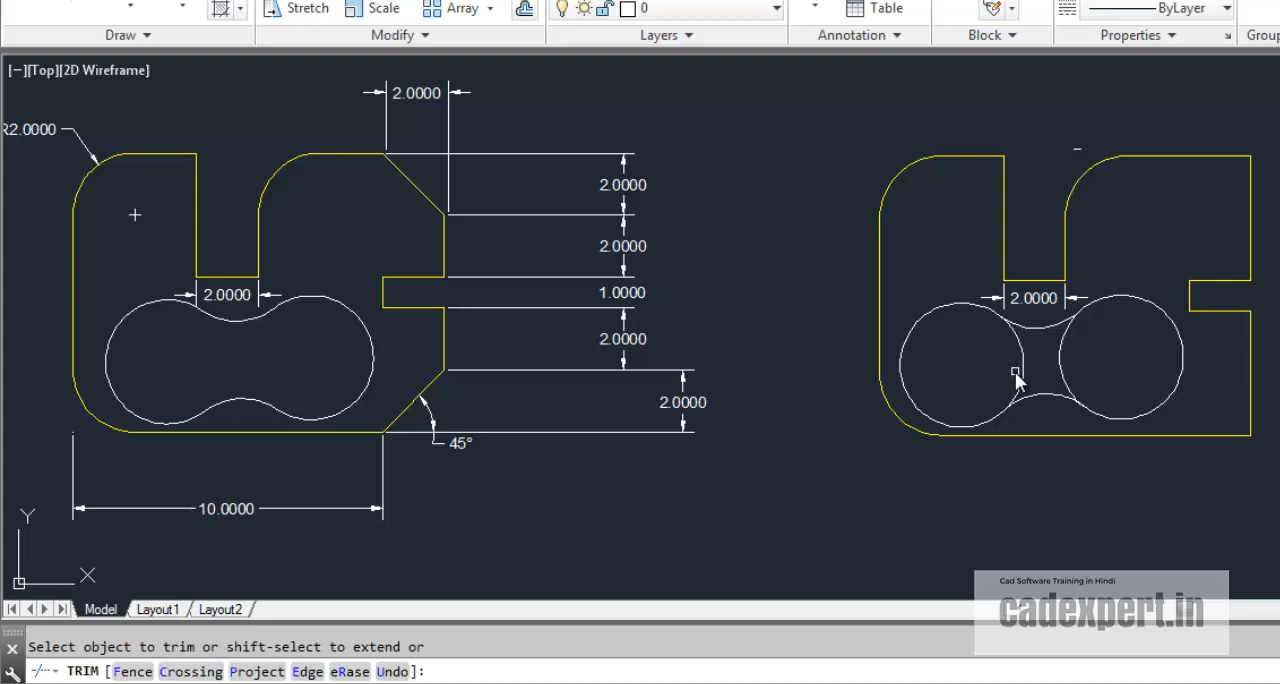 Stretch Scale Array 0 Table ByLayer
Draw Modify Layers Annotation Block Properties Group
[−][Top][2D Wireframe]
2.0000
R2.0000
2.0000
2.0000
2.0000 1.0000 2.0000
2.0000
2.0000
45°
10.0000
Y
X
Cad Software Training in Hindi
cadexpert.in
Model Layout1 Layout2
Select object to trim or shift-select to extend or
TRIM [Fence Crossing Project Edge eRase Undo]: